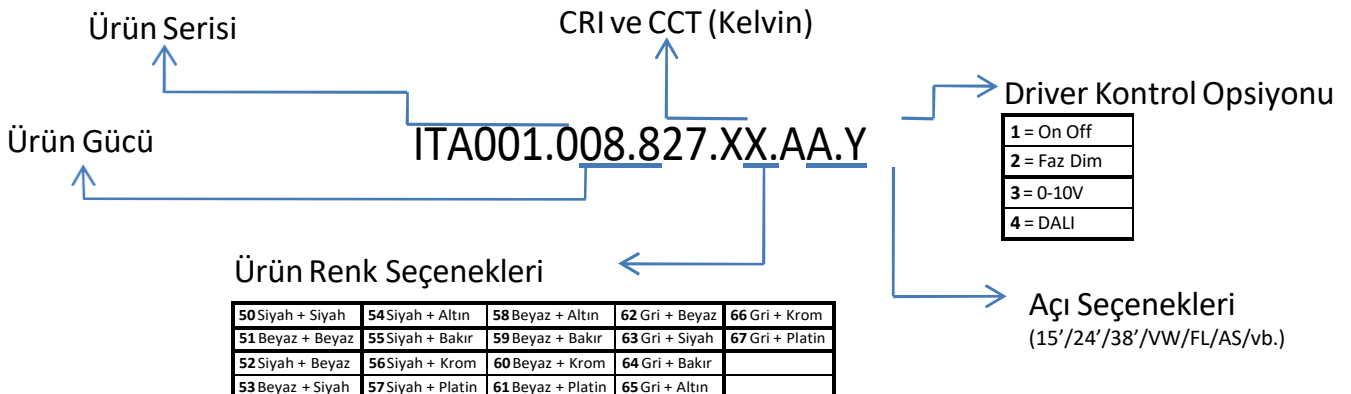 Ürün Serisi
CRI ve CCT (Kelvin)
Driver Kontrol Opsiyonu
1 = On Off
2 = Faz Dim
3 = 0-10V
4 = DALI
Ürün Gücü
ITA001.008.827.XX.AA.Y
Ürün Renk Seçenekleri
50 Siyah + Siyah 54 Siyah + Altın 58 Beyaz + Altın 62 Gri + Beyaz 66 Gri + Krom
51 Beyaz + Beyaz 55 Siyah + Bakır 59 Beyaz + Bakır 63 Gri + Siyah 67 Gri + Platin
52 Siyah + Beyaz 56 Siyah + Krom 60 Beyaz + Krom 64 Gri + Bakır
53 Beyaz + Siyah 57 Siyah + Platin 61 Beyaz + Platin 65 Gri + Altın
Açı Seçenekleri
(15’/24’/38’/VW/FL/AS/vb.)